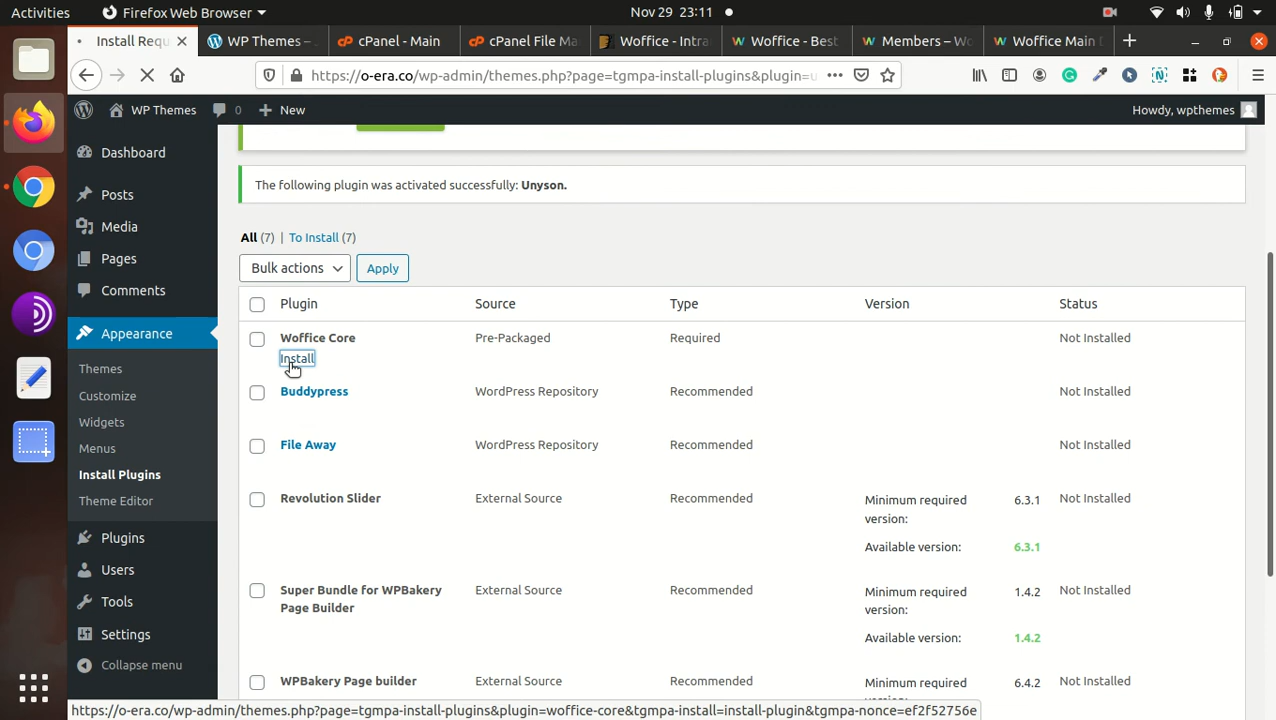 Activities
Firefox Web Browser
Nov 29 23:11
Install Requ
WP Themes –
cPanel - Main
cPanel File Ma
Woffice - Intra
Woffice - Best
Members – Wo
Woffice Main D
https://o-era.co/wp-admin/themes.php?page=tgmpa-install-plugins&plugin=
WP Themes
0
New
Howdy, wpthemes
Dashboard
Posts
Media
Pages
Comments
Appearance
Themes
Customize
Widgets
Menus
Install Plugins
Theme Editor
Plugins
Users
Tools
Settings
Collapse menu
The following plugin was activated successfully: Unyson.
All (7) | To Install (7)
Bulk actions
Apply
Plugin Source Type Version Status
Woffice Core Pre-Packaged Required Not Installed
Install
Buddypress WordPress Repository Recommended Not Installed
File Away WordPress Repository Recommended Not Installed
Revolution Slider External Source Recommended Minimum required 6.3.1 Not Installed
version:
Available version: 6.3.1
Super Bundle for WPBakery External Source Recommended Minimum required 1.4.2 Not Installed
Page Builder version:
Available version: 1.4.2
WPBakery Page builder External Source Recommended Minimum required 6.4.2 Not Installed
https://o-era.co/wp-admin/themes.php?page=tgmpa-install-plugins&plugin=woffice-core&tgmpa-install=install-plugin&tgmpa-nonce=ef2f52756e